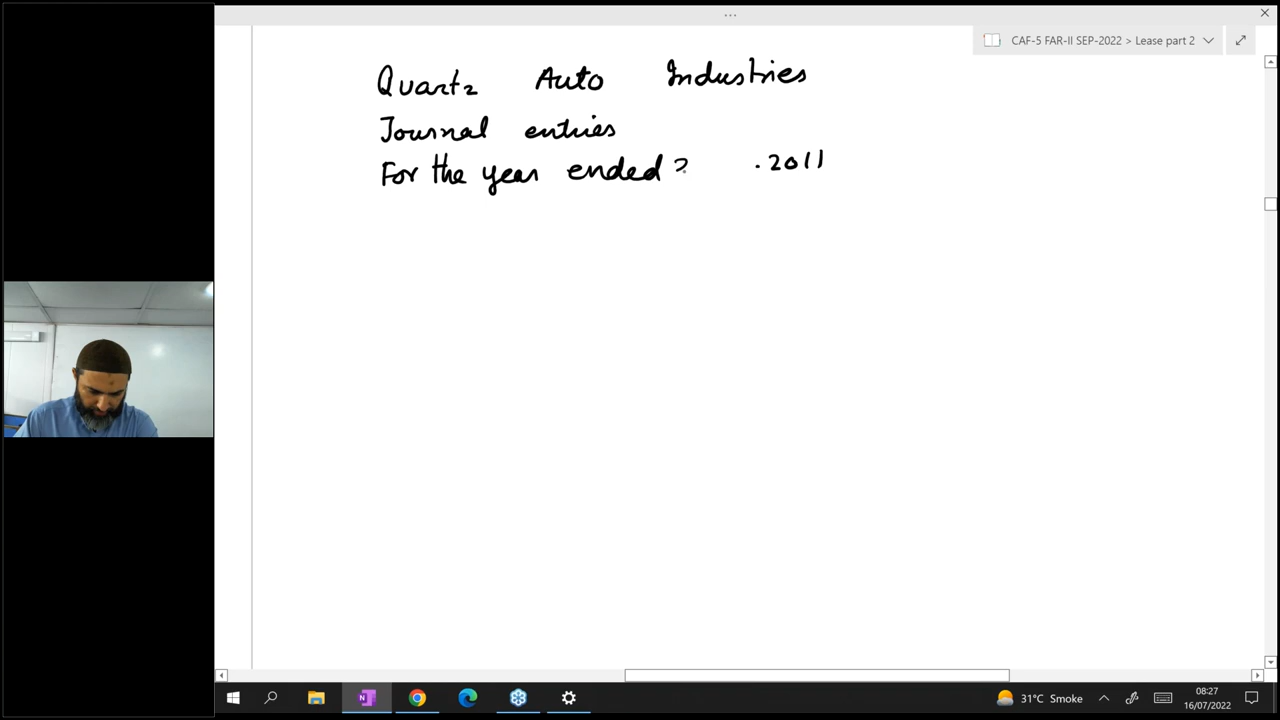 CAF-5 FAR-II SEP-2022 > Lease part 2
Quartz Auto Industries
Journal entries
For the year ended 3 .2011
31°C Smoke
08:27
16/07/2022